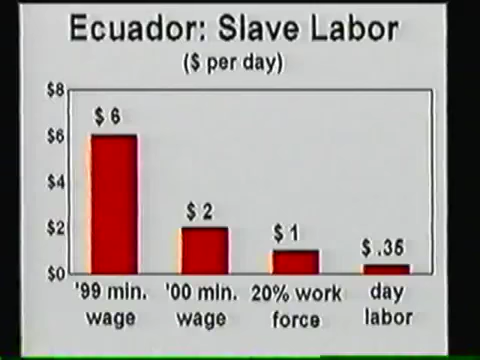 Ecuador: Slave Labor
($ per day)
$8
$6
$4
$2
$0
$ 6
$ 2
$ 1
$ .35
'99 min. wage
'00 min. wage
20% work force
day labor